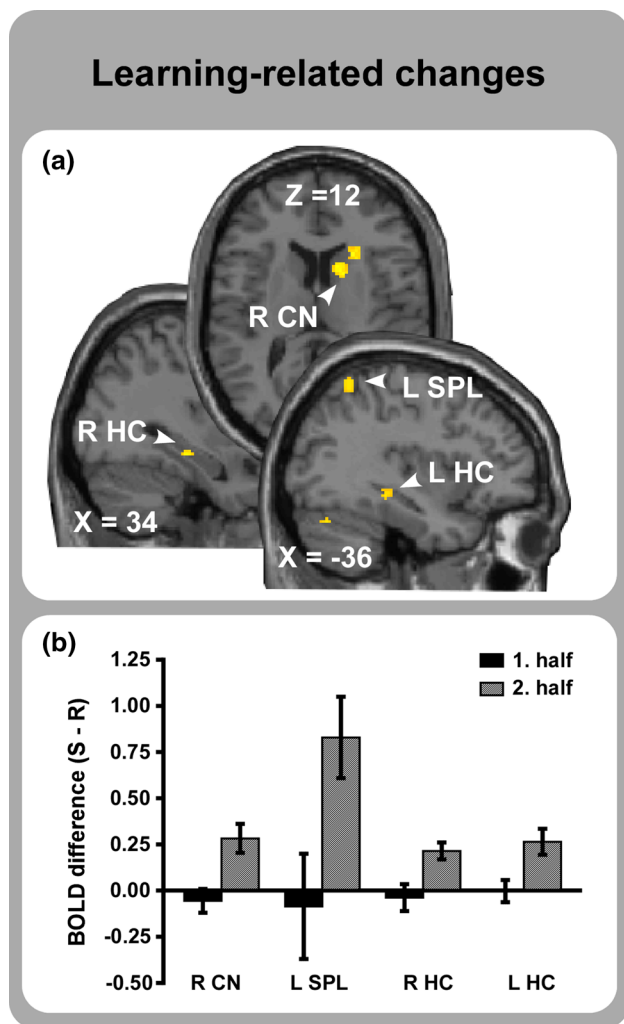 Learning-related changes
(a)
Z =12
R CN
L SPL
R HC
L HC
X = 34
X = -36
(b)
1. half
2. half
BOLD difference (S - R)
1.25
1.00
0.75
0.50
0.25
0.00
-0.25
-0.50
R CN L SPL R HC L HC